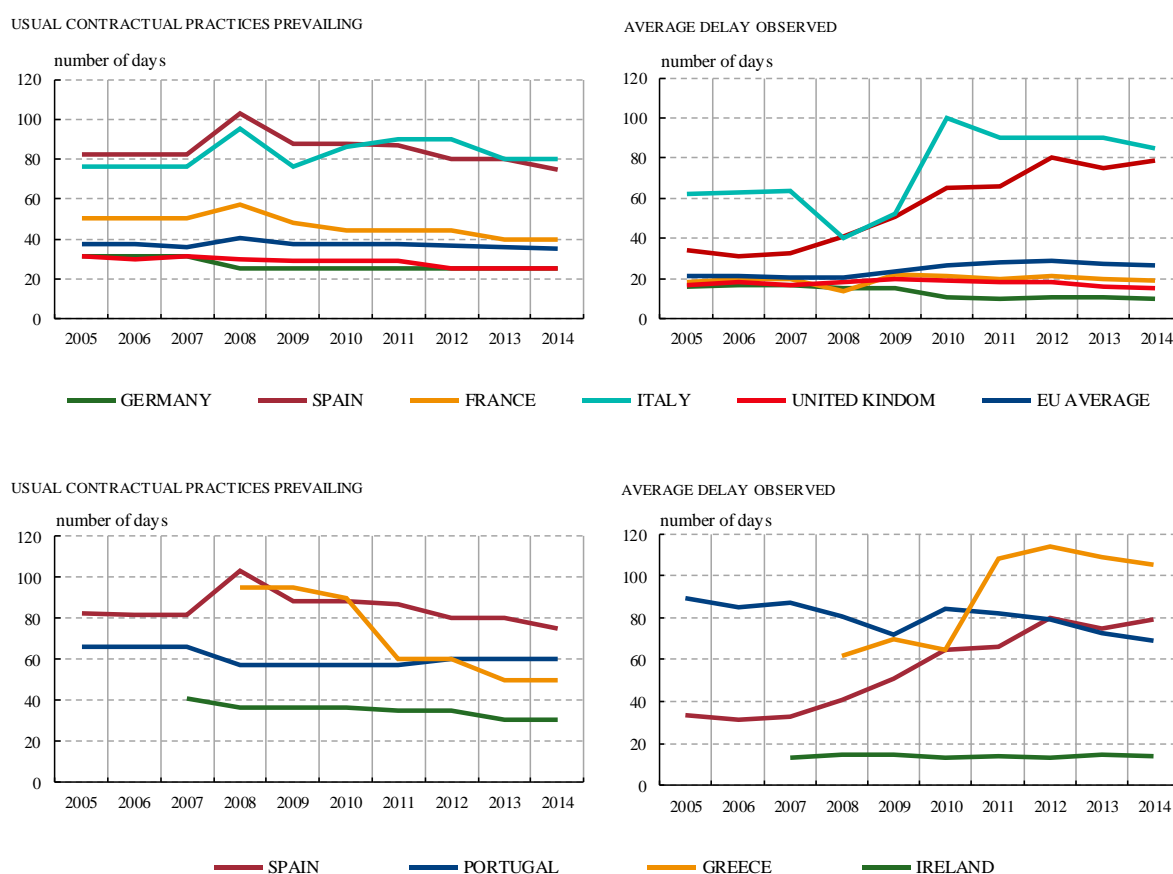 USUAL CONTRACTUAL PRACTICES PREVAILING
number of days
120
100
80
60
40
20
0
2005 2006 2007 2008 2009 2010 2011 2012 2013 2014
AVERAGE DELAY OBSERVED
number of days
120
100
80
60
40
20
0
2005 2006 2007 2008 2009 2010 2011 2012 2013 2014
GERMANY SPAIN FRANCE ITALY UNITED KINDOM EU AVERAGE
USUAL CONTRACTUAL PRACTICES PREVAILING
number of days
120
100
80
60
40
20
0
2005 2006 2007 2008 2009 2010 2011 2012 2013 2014
AVERAGE DELAY OBSERVED
number of days
120
100
80
60
40
20
0
2005 2006 2007 2008 2009 2010 2011 2012 2013 2014
SPAIN PORTUGAL GREECE IRELAND